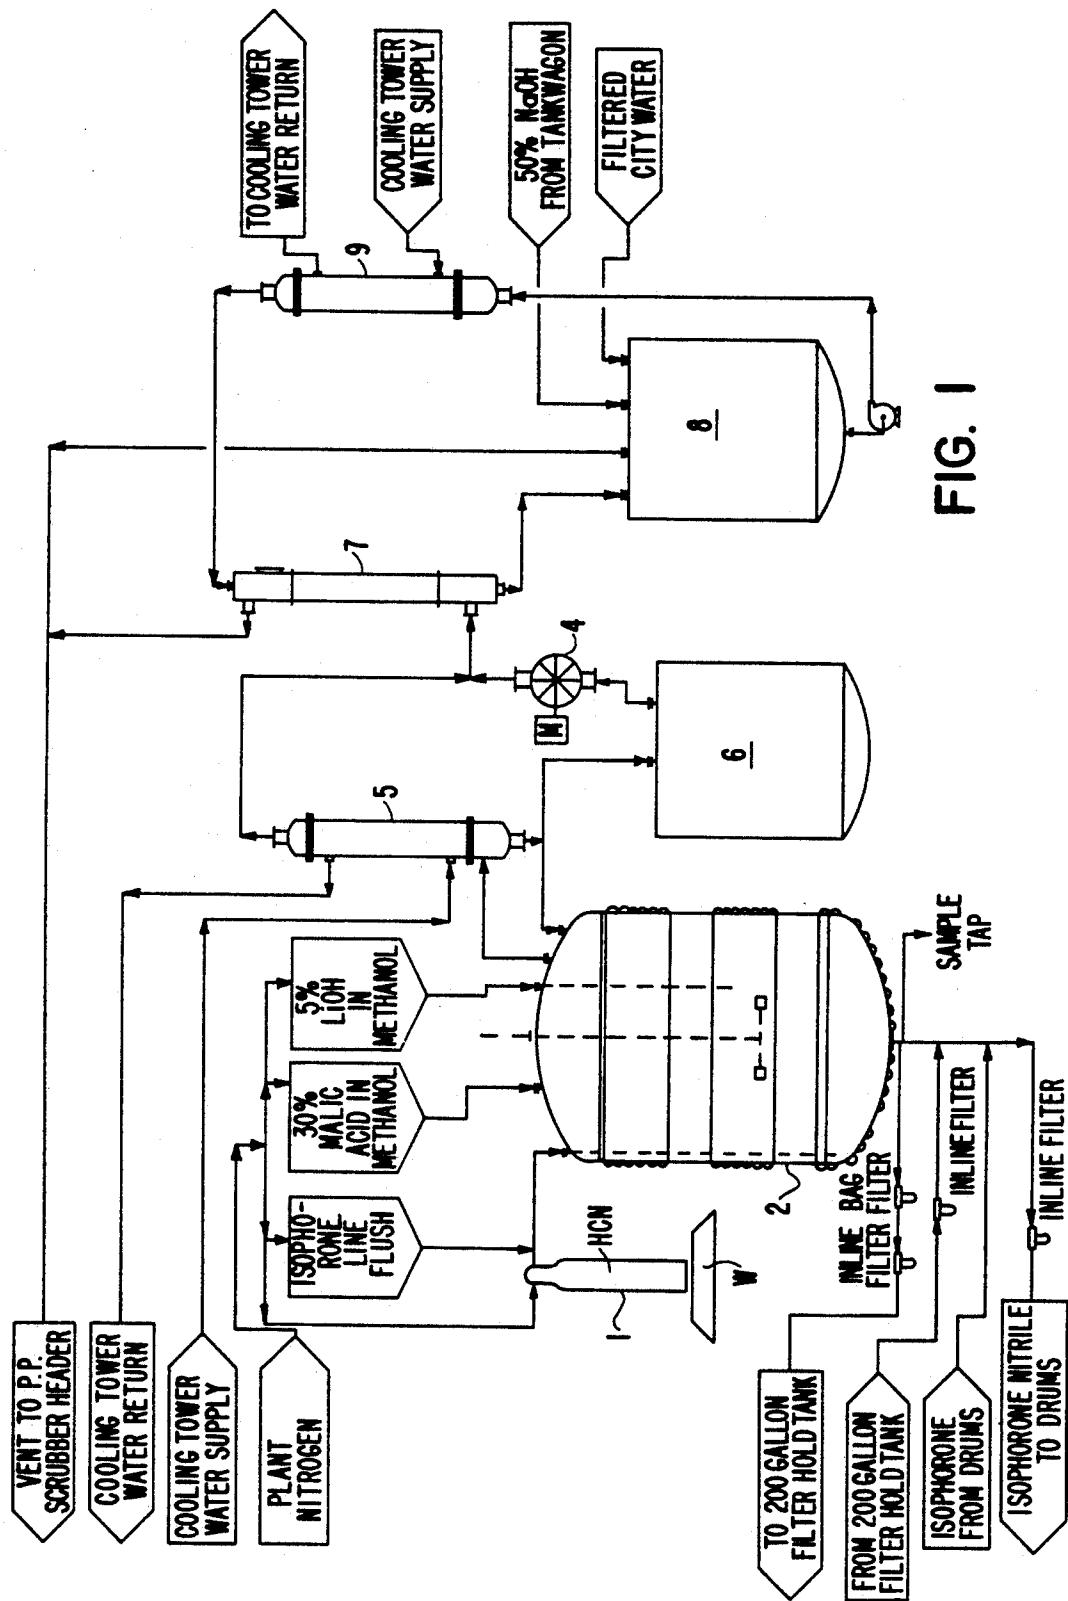 VENT TO P.P.
SCRUBBER HEADER
COOLING TOWER
WATER RETURN
COOLING TOWER
WATER SUPPLY
PLANT
NITROGEN
ISOPHO-
RONE
LINE
FLUSH
30%
MALIC
ACID IN
METHANOL
5%
LiOH
IN
METHANOL
TO COOLING TOWER
WATER RETURN
COOLING TOWER
WATER SUPPLY
50% NaOH
FROM TANKWAGON
FILTERED
CITY WATER
5
7
9
M
4
6
8
1
HCN
W
2
INLINE BAG
FILTER FILTER
INLINE FILTER
SAMPLE
TAP
INLINE FILTER
TO 200 GALLON
FILTER HOLD TANK
FROM 200 GALLON
FILTER HOLD TANK
ISOPHORONE
FROM DRUMS
ISOPHORONE NITRILE
TO DRUMS
FIG. 1